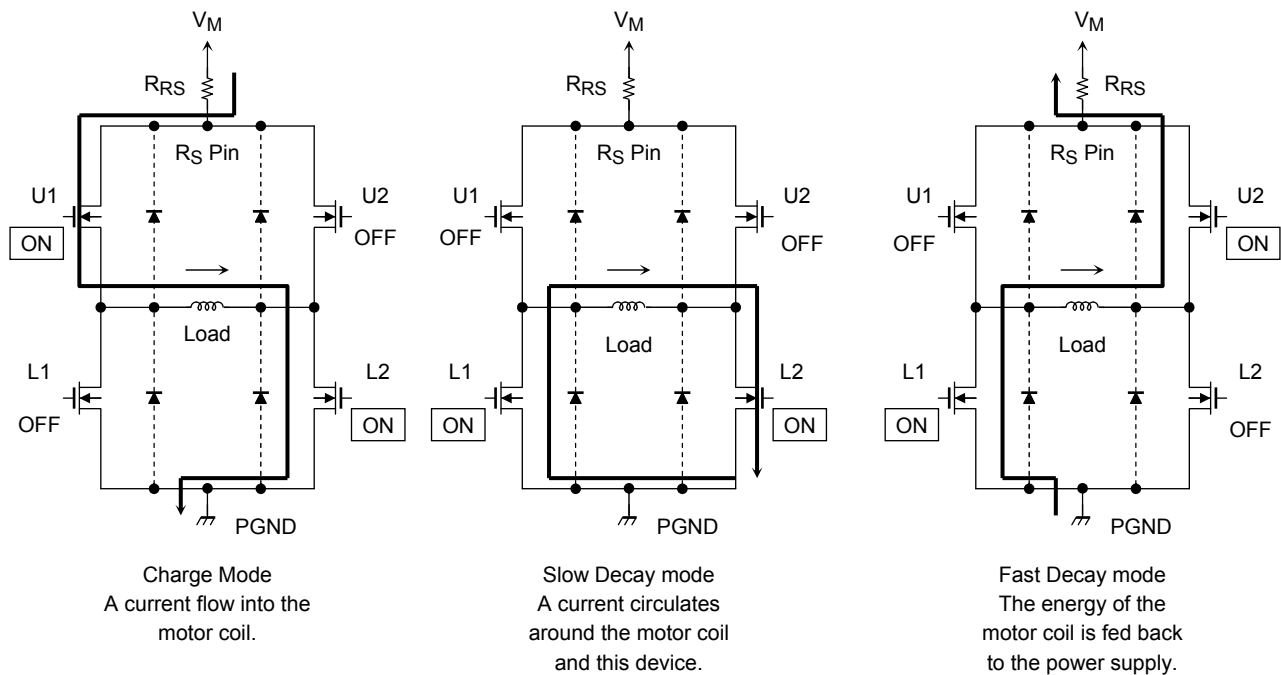 VM
RRS
RS Pin
U1
ON
U2
OFF
Load
L1
OFF
L2
ON
PGND
Charge Mode
A current flow into the
motor coil.
VM
RRS
RS Pin
U1
OFF
U2
OFF
Load
L1
ON
L2
ON
PGND
Slow Decay mode
A current circulates
around the motor coil
and this device.
VM
RRS
RS Pin
U1
OFF
U2
ON
Load
L1
ON
L2
OFF
PGND
Fast Decay mode
The energy of the
motor coil is fed back
to the power supply.